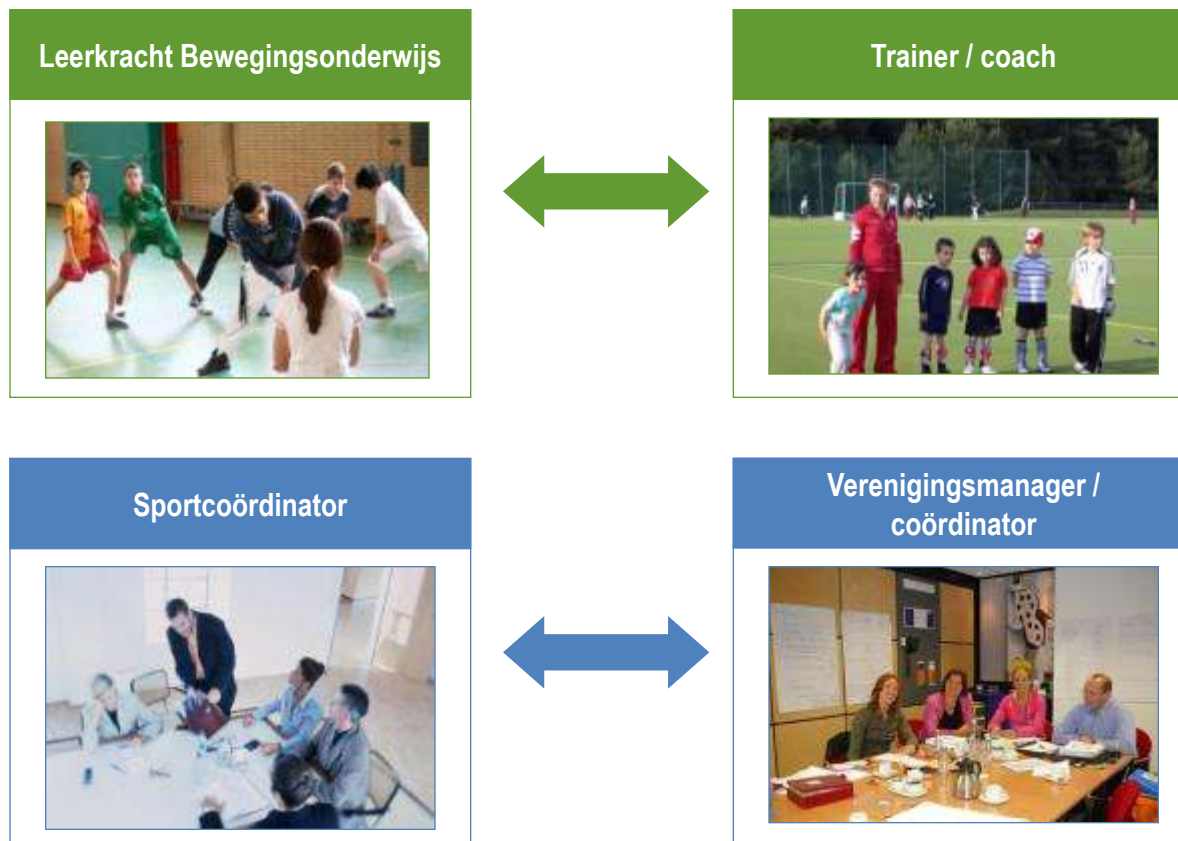 Leerkracht Bewegingsonderwijs
Trainer / coach
Sportcoördinator
Verenigingsmanager /
coördinator